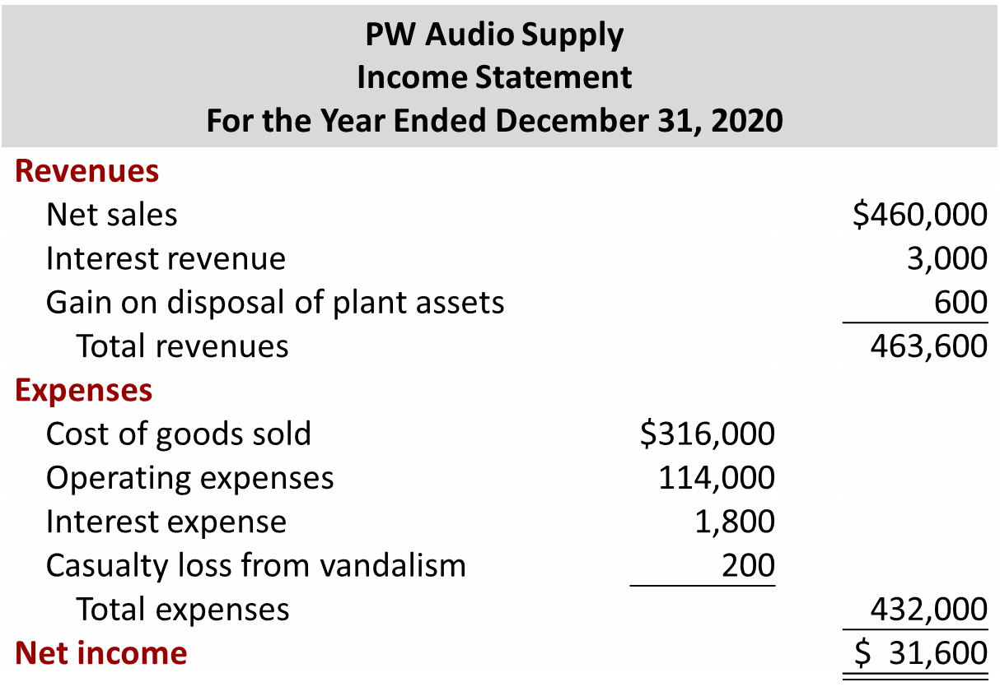 PW Audio Supply
Income Statement
For the Year Ended December 31, 2020
Revenues
Net sales $460,000
Interest revenue 3,000
Gain on disposal of plant assets 600
Total revenues 463,600
Expenses
Cost of goods sold $316,000
Operating expenses 114,000
Interest expense 1,800
Casualty loss from vandalism 200
Total expenses 432,000
Net income $ 31,600